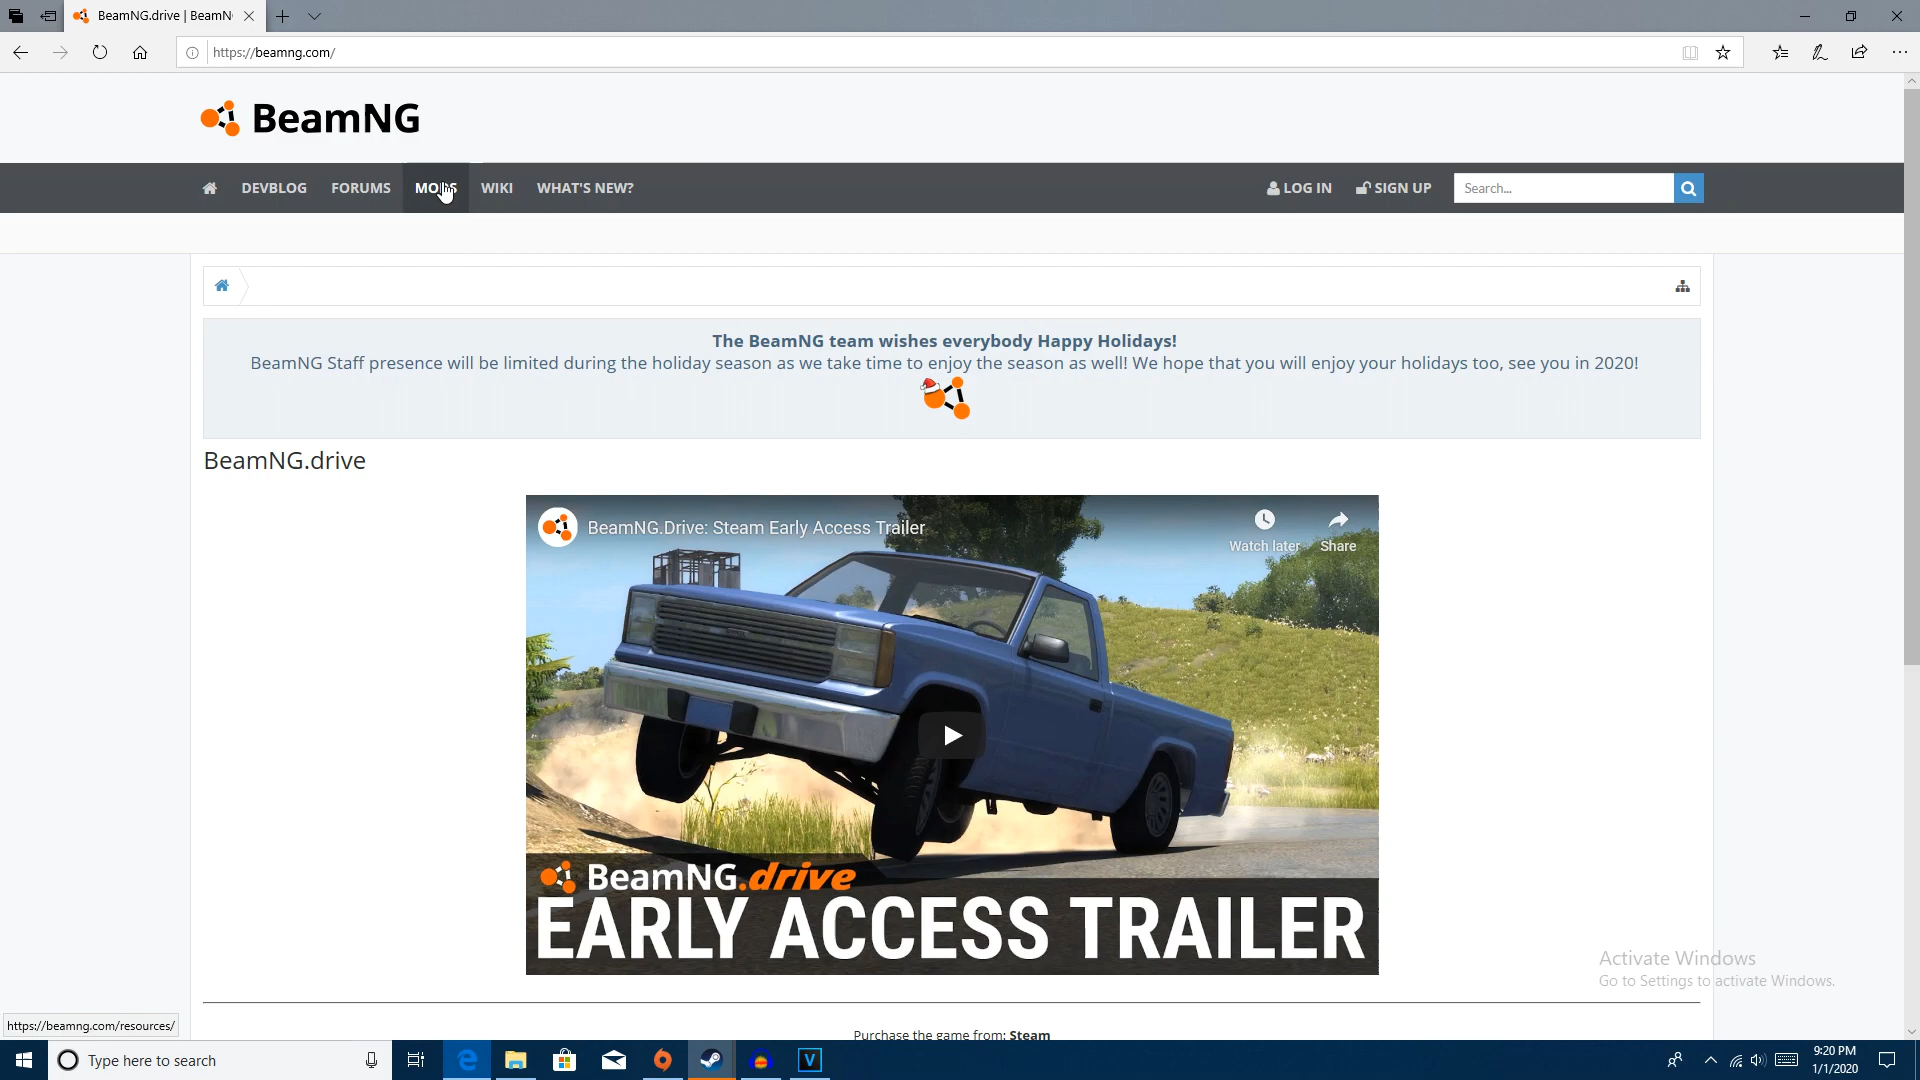 BeamNG.drive | BeamN
https://beamng.com/
BeamNG
DEVBLOG FORUMS MODS WIKI WHAT'S NEW? LOG IN SIGN UP Search...
The BeamNG team wishes everybody Happy Holidays!
BeamNG Staff presence will be limited during the holiday season as we take time to enjoy the season as well! We hope that you will enjoy your holidays too, see you in 2020!
BeamNG.drive
BeamNG.Drive: Steam Early Access Trailer
Watch later Share
BeamNG.drive
EARLY ACCESS TRAILER
Activate Windows
Go to Settings to activate Windows.
https://beamng.com/resources/
Purchase the game from: Steam
Type here to search
V
9:20 PM
1/1/2020